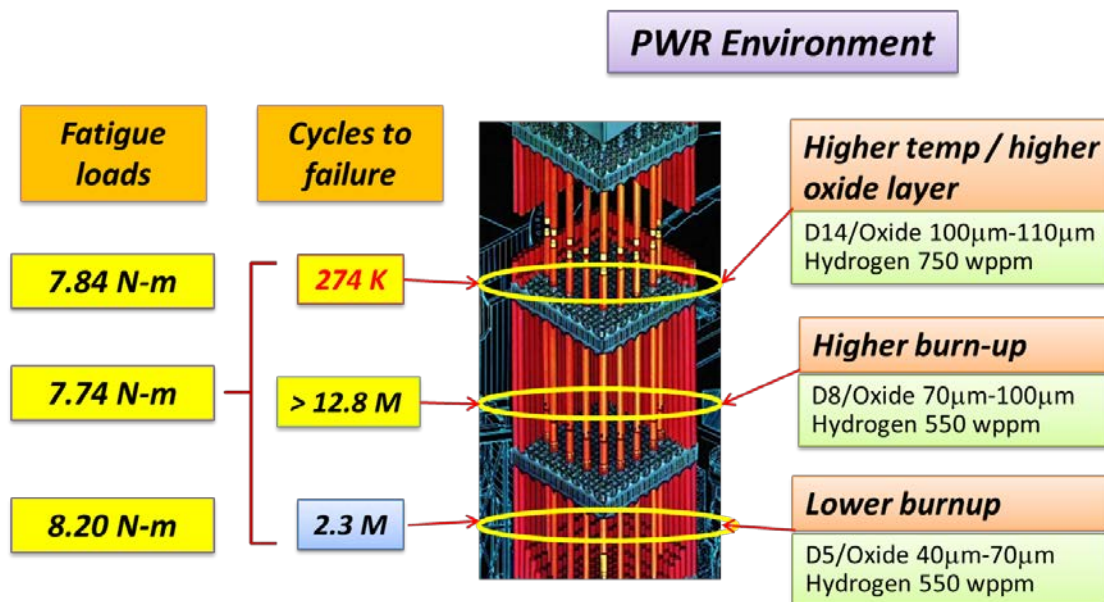 PWR Environment
Fatigue
loads
Cycles to
failure
Higher temp / higher
oxide layer
D14/Oxide 100μm-110μm
Hydrogen 750 wppm
7.84 N-m
274 K
Higher burn-up
D8/Oxide 70μm-100μm
Hydrogen 550 wppm
7.74 N-m
> 12.8 M
Lower burnup
D5/Oxide 40μm-70μm
Hydrogen 550 wppm
8.20 N-m
2.3 M